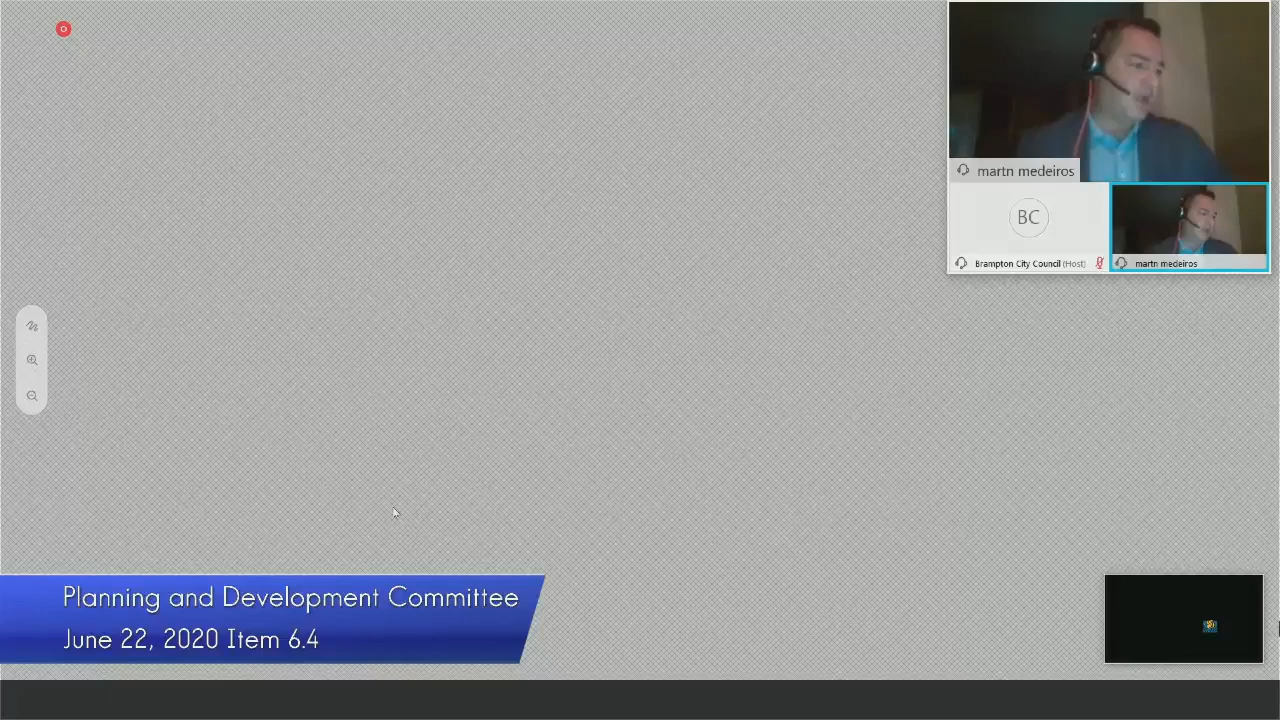 martn medeiros
BC
Brampton City Council (Host)
martn medeiros
Planning and Development Committee
June 22, 2020 Item 6.4